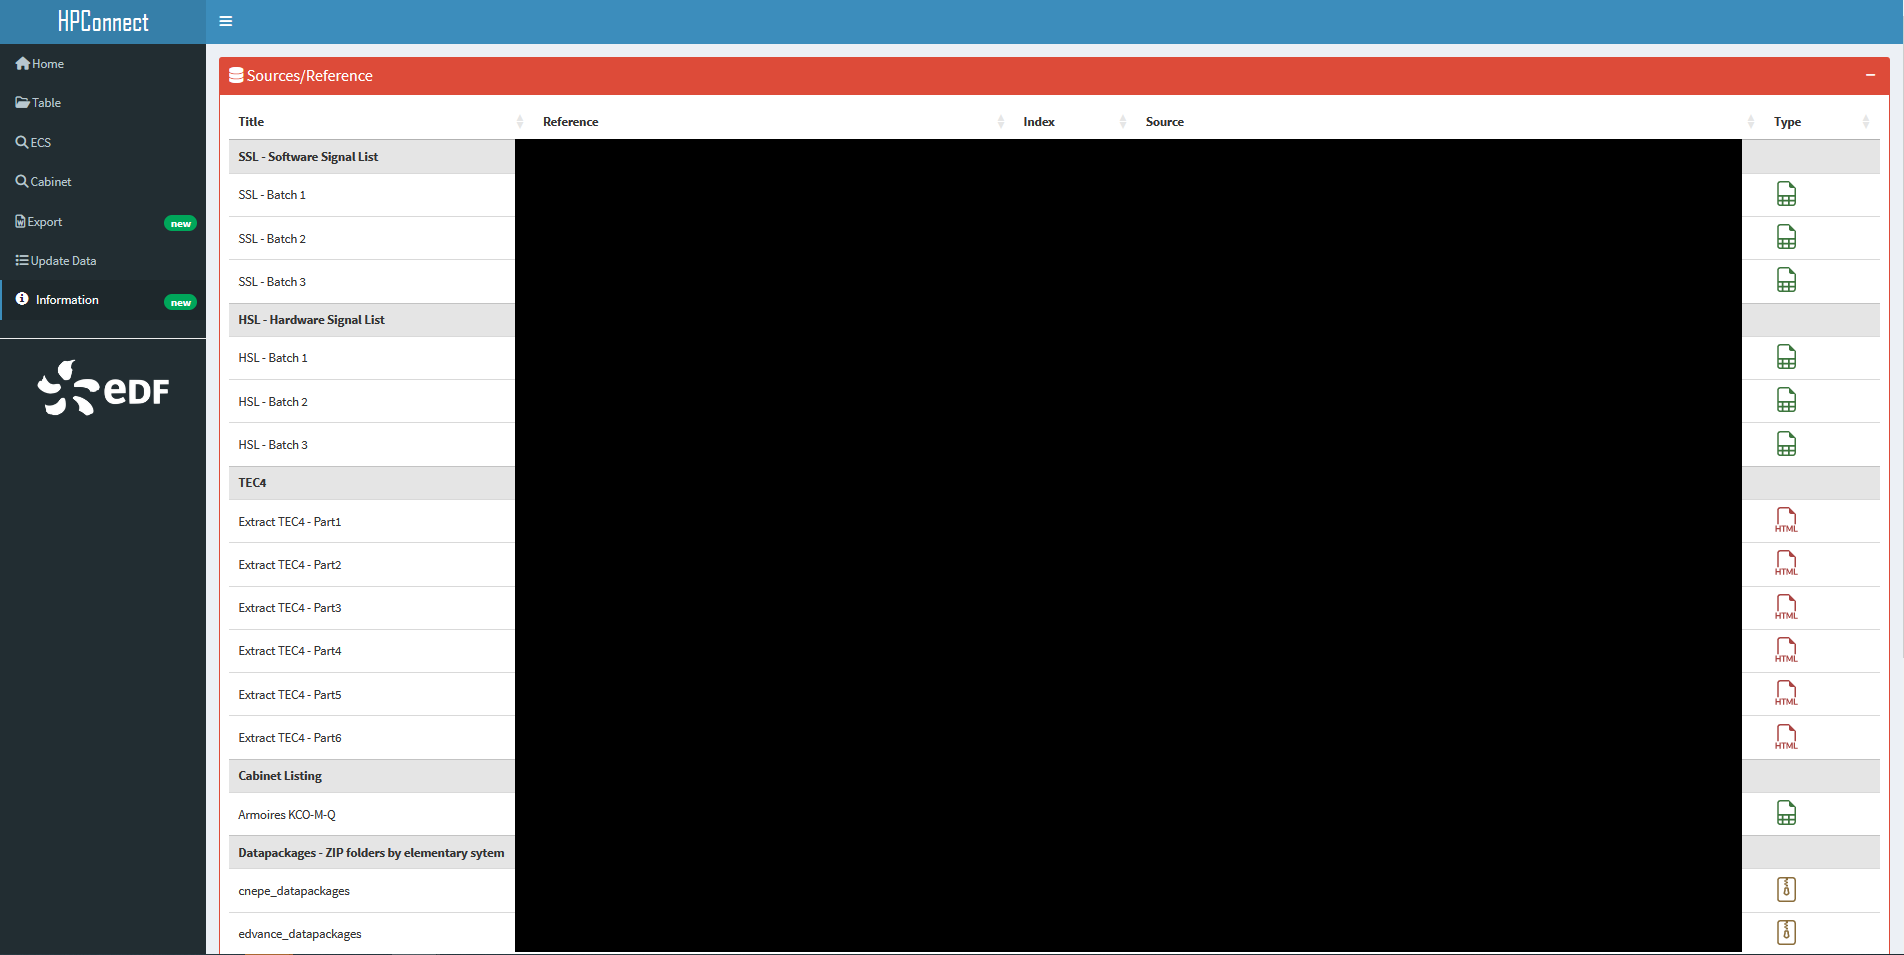 HPConnect
Home
Table
ECS
Cabinet
Export new
Update Data
Information new
eDF
Sources/Reference
Title Reference Index Source Type
SSL - Software Signal List
SSL - Batch 1
SSL - Batch 2
SSL - Batch 3
HSL - Hardware Signal List
HSL - Batch 1
HSL - Batch 2
HSL - Batch 3
TEC4
Extract TEC4 - Part1 HTML
Extract TEC4 - Part2 HTML
Extract TEC4 - Part3 HTML
Extract TEC4 - Part4 HTML
Extract TEC4 - Part5 HTML
Extract TEC4 - Part6 HTML
Cabinet Listing
Armoires KCO-M-Q
Datapackages - ZIP folders by elementary sytem
cnepe_datapackages
edvance_datapackages